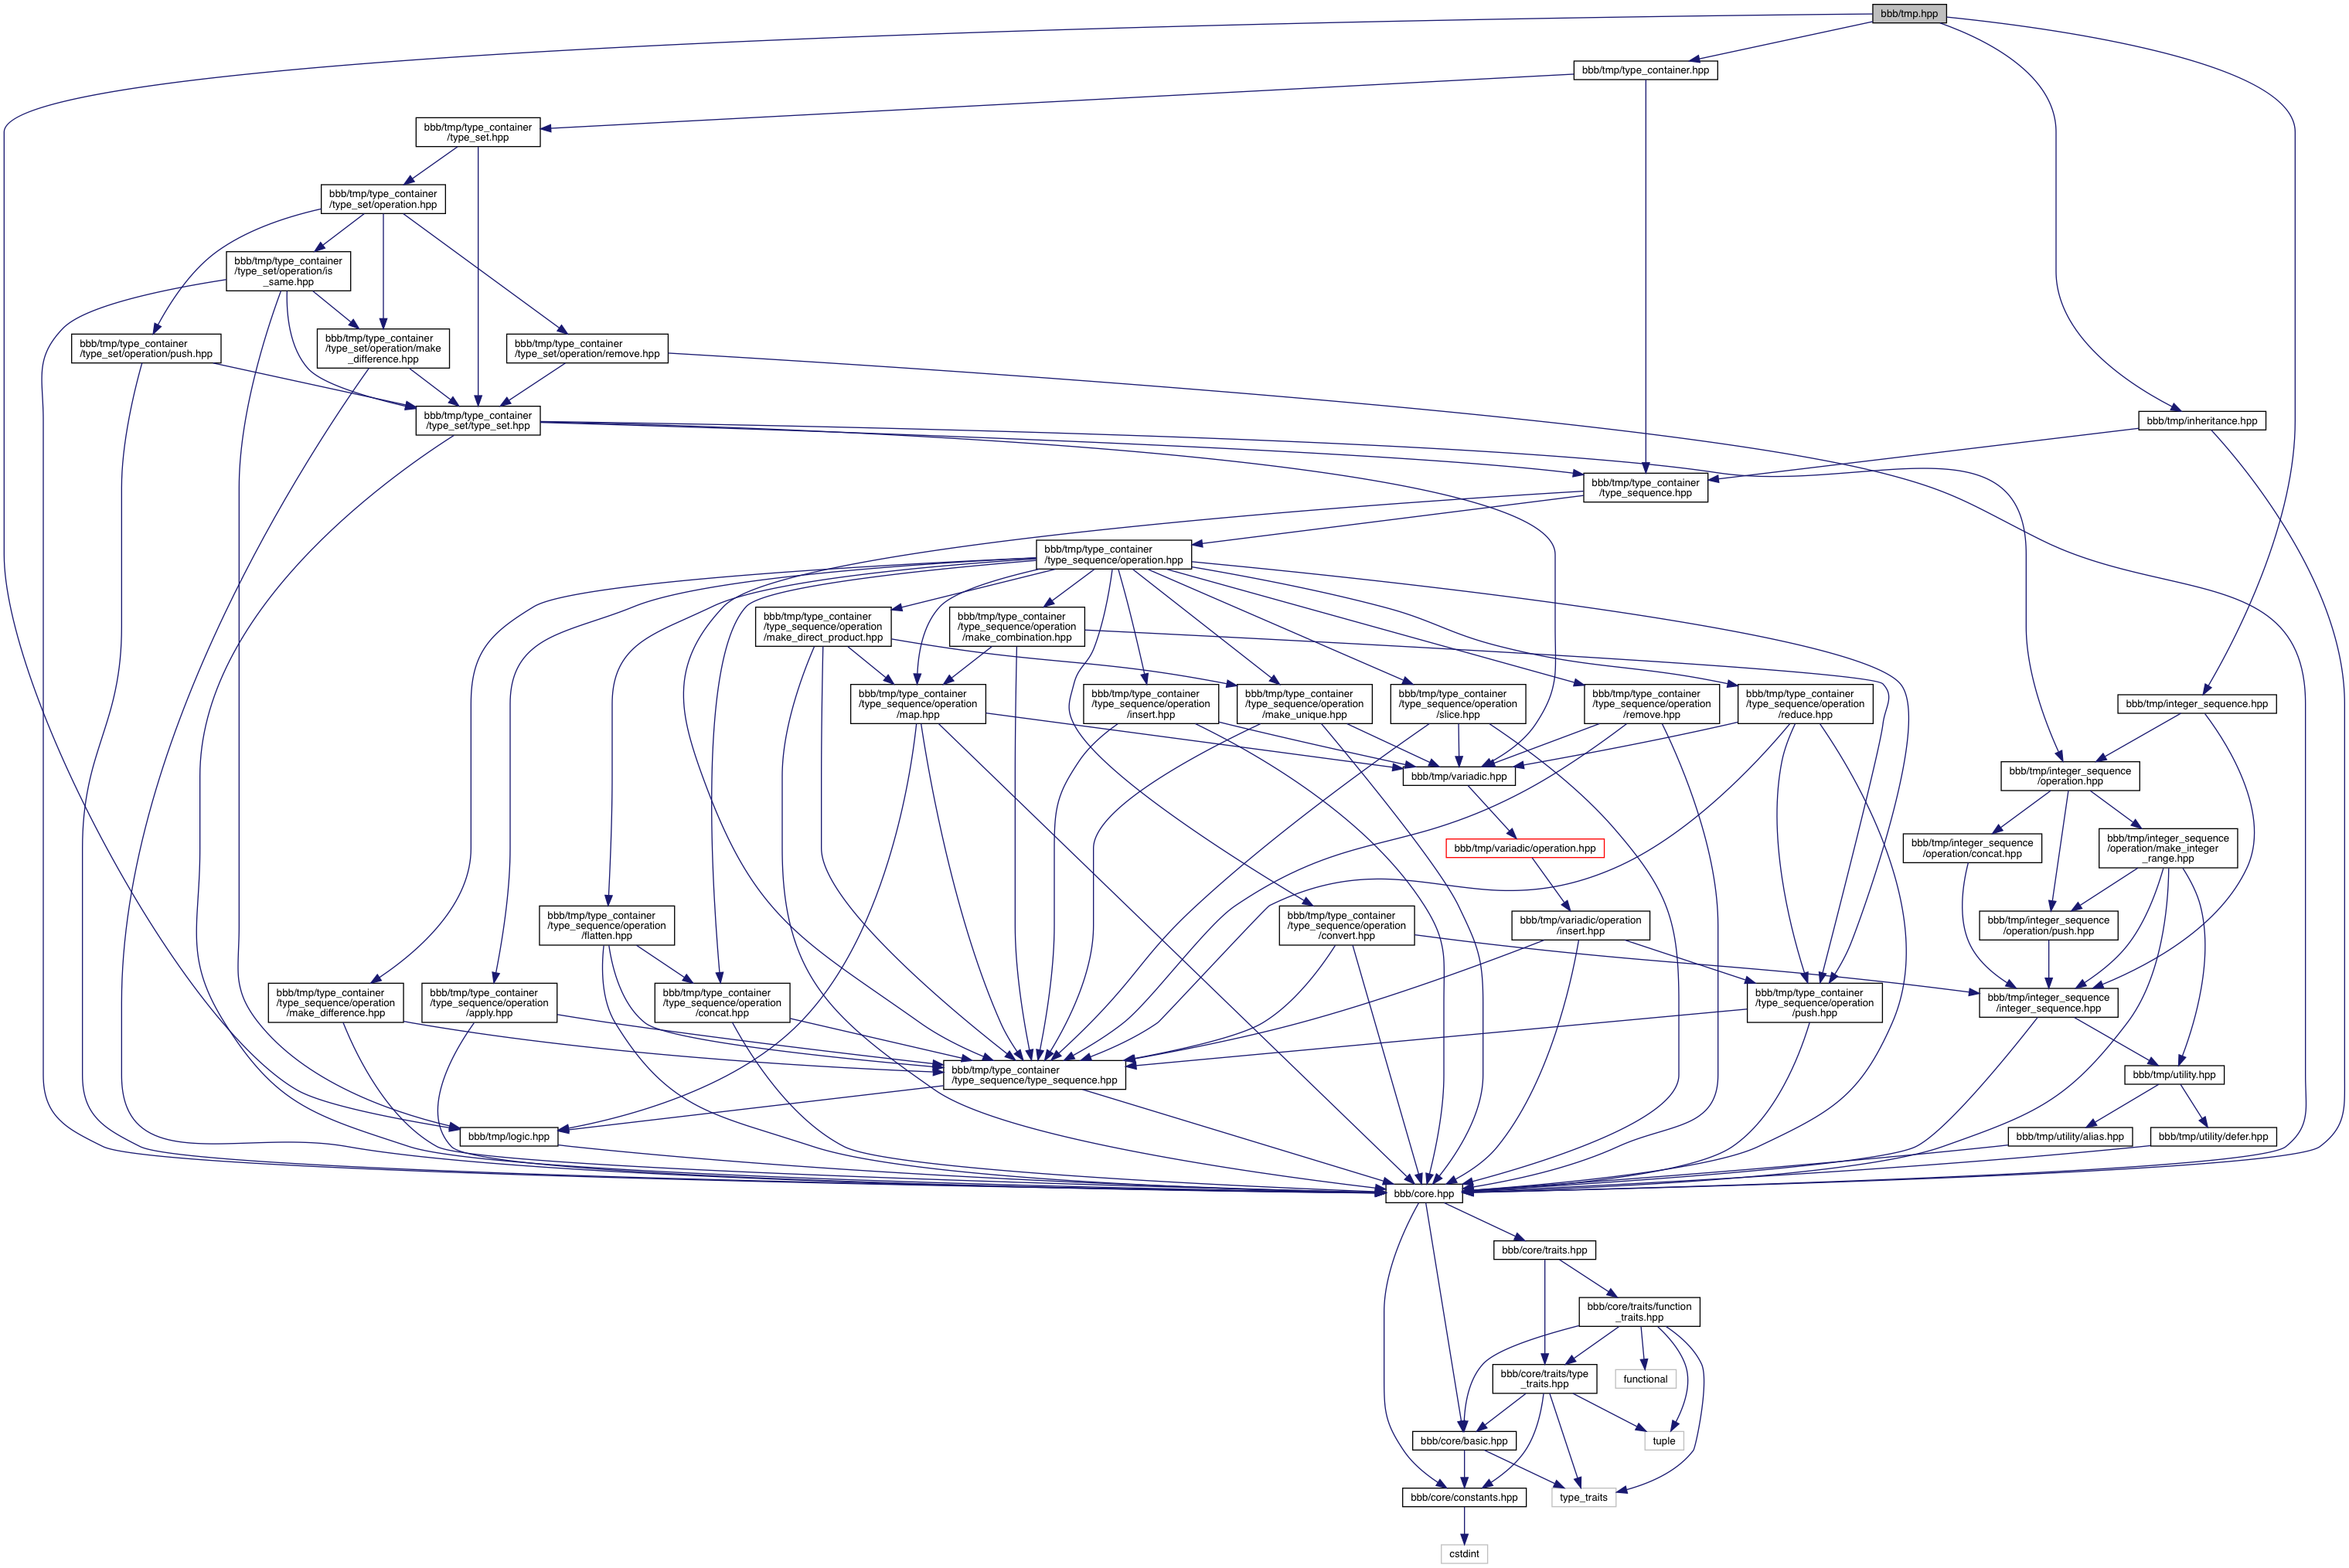 bbb/tmp.hpp
bbb/tmp/type_container.hpp
bbb/tmp/type_container
/type_set.hpp
bbb/tmp/type_container
/type_set/operation.hpp
bbb/tmp/type_container
/type_set/operation/is
_same.hpp
bbb/tmp/type_container
/type_set/operation/push.hpp
bbb/tmp/type_container
/type_set/operation/make
_difference.hpp
bbb/tmp/type_container
/type_set/operation/remove.hpp
bbb/tmp/type_container
/type_set/type_set.hpp
bbb/tmp/inheritance.hpp
bbb/tmp/type_container
/type_sequence.hpp
bbb/tmp/type_container
/type_sequence/operation.hpp
bbb/tmp/type_container
/type_sequence/operation
/make_direct_product.hpp
bbb/tmp/type_container
/type_sequence/operation
/make_combination.hpp
bbb/tmp/type_container
/type_sequence/operation
/map.hpp
bbb/tmp/type_container
/type_sequence/operation
/insert.hpp
bbb/tmp/type_container
/type_sequence/operation
/make_unique.hpp
bbb/tmp/type_container
/type_sequence/operation
/slice.hpp
bbb/tmp/type_container
/type_sequence/operation
/remove.hpp
bbb/tmp/type_container
/type_sequence/operation
/reduce.hpp
bbb/tmp/integer_sequence.hpp
bbb/tmp/variadic.hpp
bbb/tmp/integer_sequence
/operation.hpp
bbb/tmp/variadic/operation.hpp
bbb/tmp/integer_sequence
/operation/concat.hpp
bbb/tmp/integer_sequence
/operation/make_integer
_range.hpp
bbb/tmp/type_container
/type_sequence/operation
/flatten.hpp
bbb/tmp/type_container
/type_sequence/operation
/convert.hpp
bbb/tmp/variadic/operation
/insert.hpp
bbb/tmp/integer_sequence
/operation/push.hpp
bbb/tmp/type_container
/type_sequence/operation
/make_difference.hpp
bbb/tmp/type_container
/type_sequence/operation
/apply.hpp
bbb/tmp/type_container
/type_sequence/operation
/concat.hpp
bbb/tmp/type_container
/type_sequence/operation
/push.hpp
bbb/tmp/integer_sequence
/integer_sequence.hpp
bbb/tmp/type_container
/type_sequence/type_sequence.hpp
bbb/tmp/utility.hpp
bbb/tmp/logic.hpp
bbb/tmp/utility/alias.hpp
bbb/tmp/utility/defer.hpp
bbb/core.hpp
bbb/core/traits.hpp
bbb/core/traits/function
_traits.hpp
bbb/core/traits/type
_traits.hpp
functional
bbb/core/basic.hpp
tuple
bbb/core/constants.hpp
type_traits
cstdint